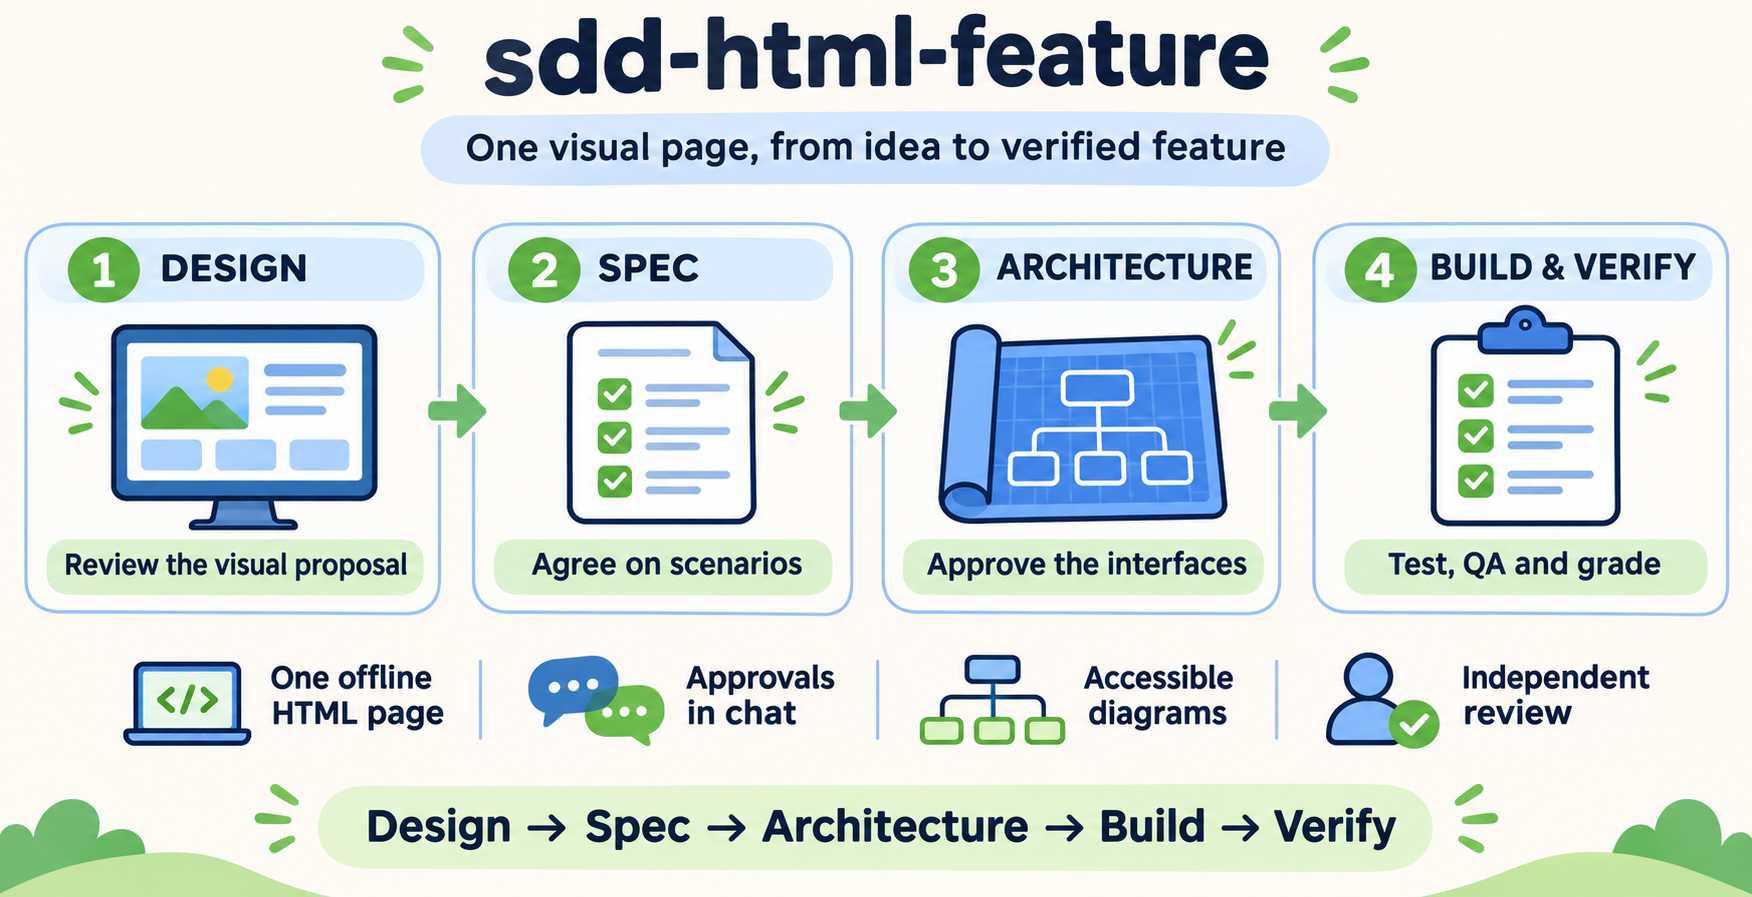 sdd-html-feature
One visual page, from idea to verified feature
1 DESIGN
Review the visual proposal
2 SPEC
Agree on scenarios
3 ARCHITECTURE
Approve the interfaces
4 BUILD & VERIFY
Test, QA and grade
</>
One offline
HTML page
Approvals
in chat
Accessible
diagrams
Independent
review
Design → Spec → Architecture → Build → Verify